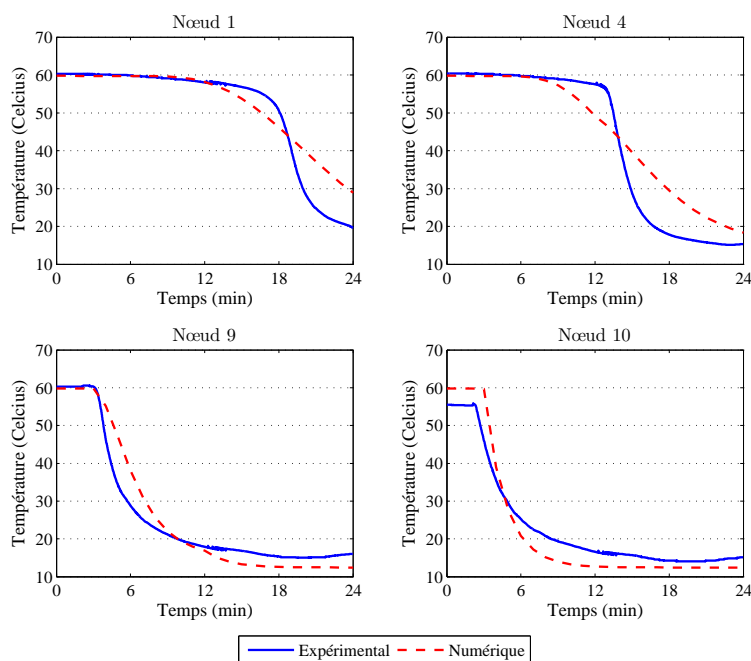 Nœud 1
Nœud 4
Température (Celcius)
70
60
50
40
30
20
10
0 6 12 18 24
Temps (min)
Température (Celcius)
70
60
50
40
30
20
10
0 6 12 18 24
Temps (min)
Nœud 9
Nœud 10
Température (Celcius)
70
60
50
40
30
20
10
0 6 12 18 24
Temps (min)
Température (Celcius)
70
60
50
40
30
20
10
0 6 12 18 24
Temps (min)
Expérimental Numérique